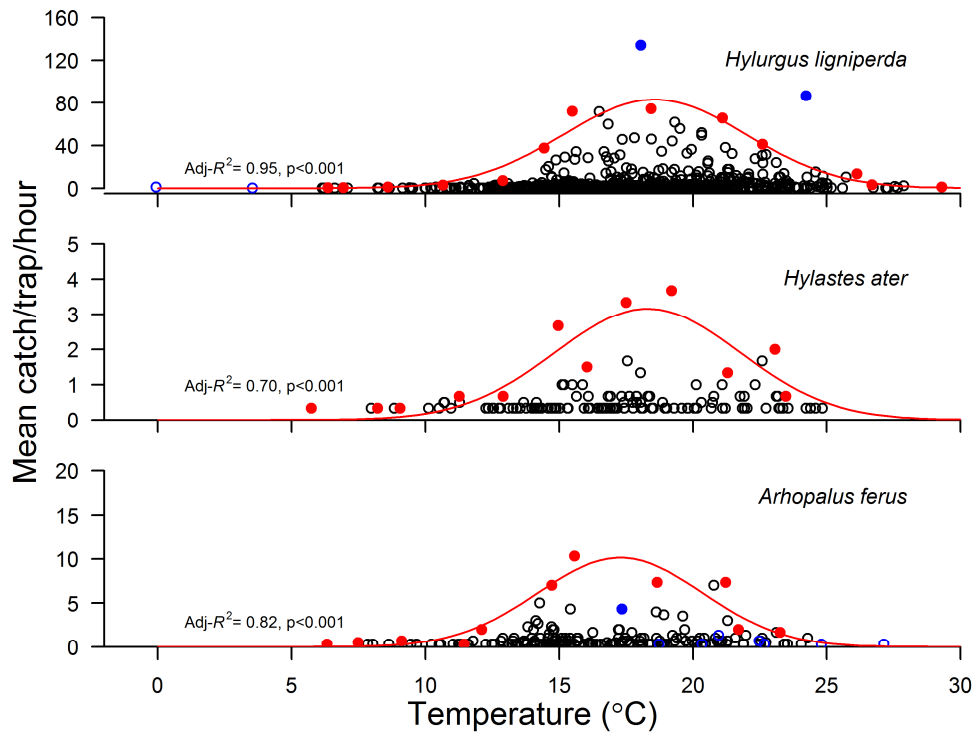 Mean catch/trap/hour
160
120
80
40
0
Hylurgus ligniperda
Adj-R²= 0.95, p<0.001
5
4
3
2
1
0
Hylastes ater
Adj-R²= 0.70, p<0.001
20
15
10
5
0
Arhopalus ferus
Adj-R²= 0.82, p<0.001
0 5 10 15 20 25 30
Temperature (°C)